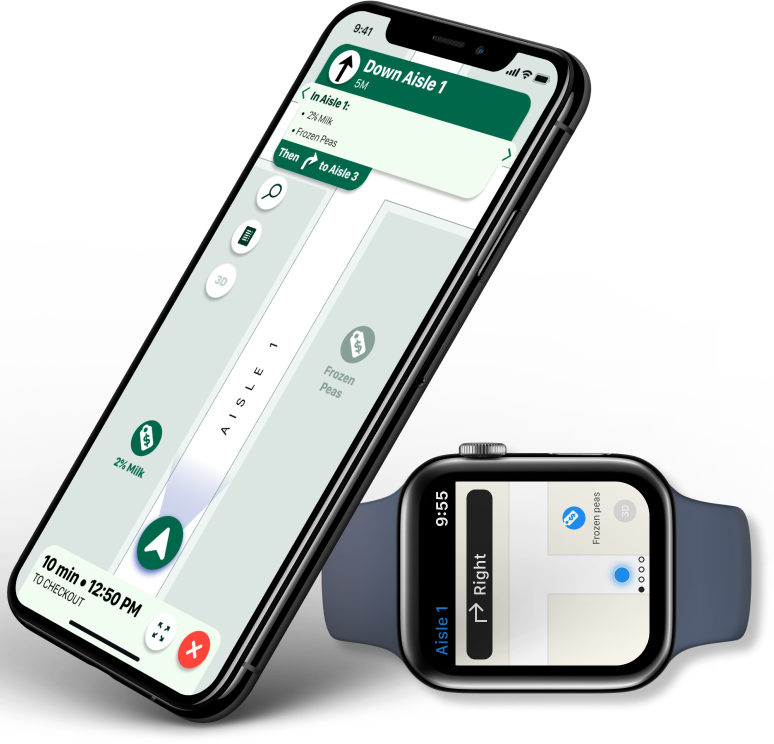 9:41
Down Aisle 1
5M
In Aisle 1:
• 2% Milk
• Frozen Peas
Then to Aisle 3
3D
AISLE 1
Frozen
Peas
2% Milk
10 min • 12:50 PM
TO CHECKOUT
Aisle 1
9:55
Right
Frozen peas
3D